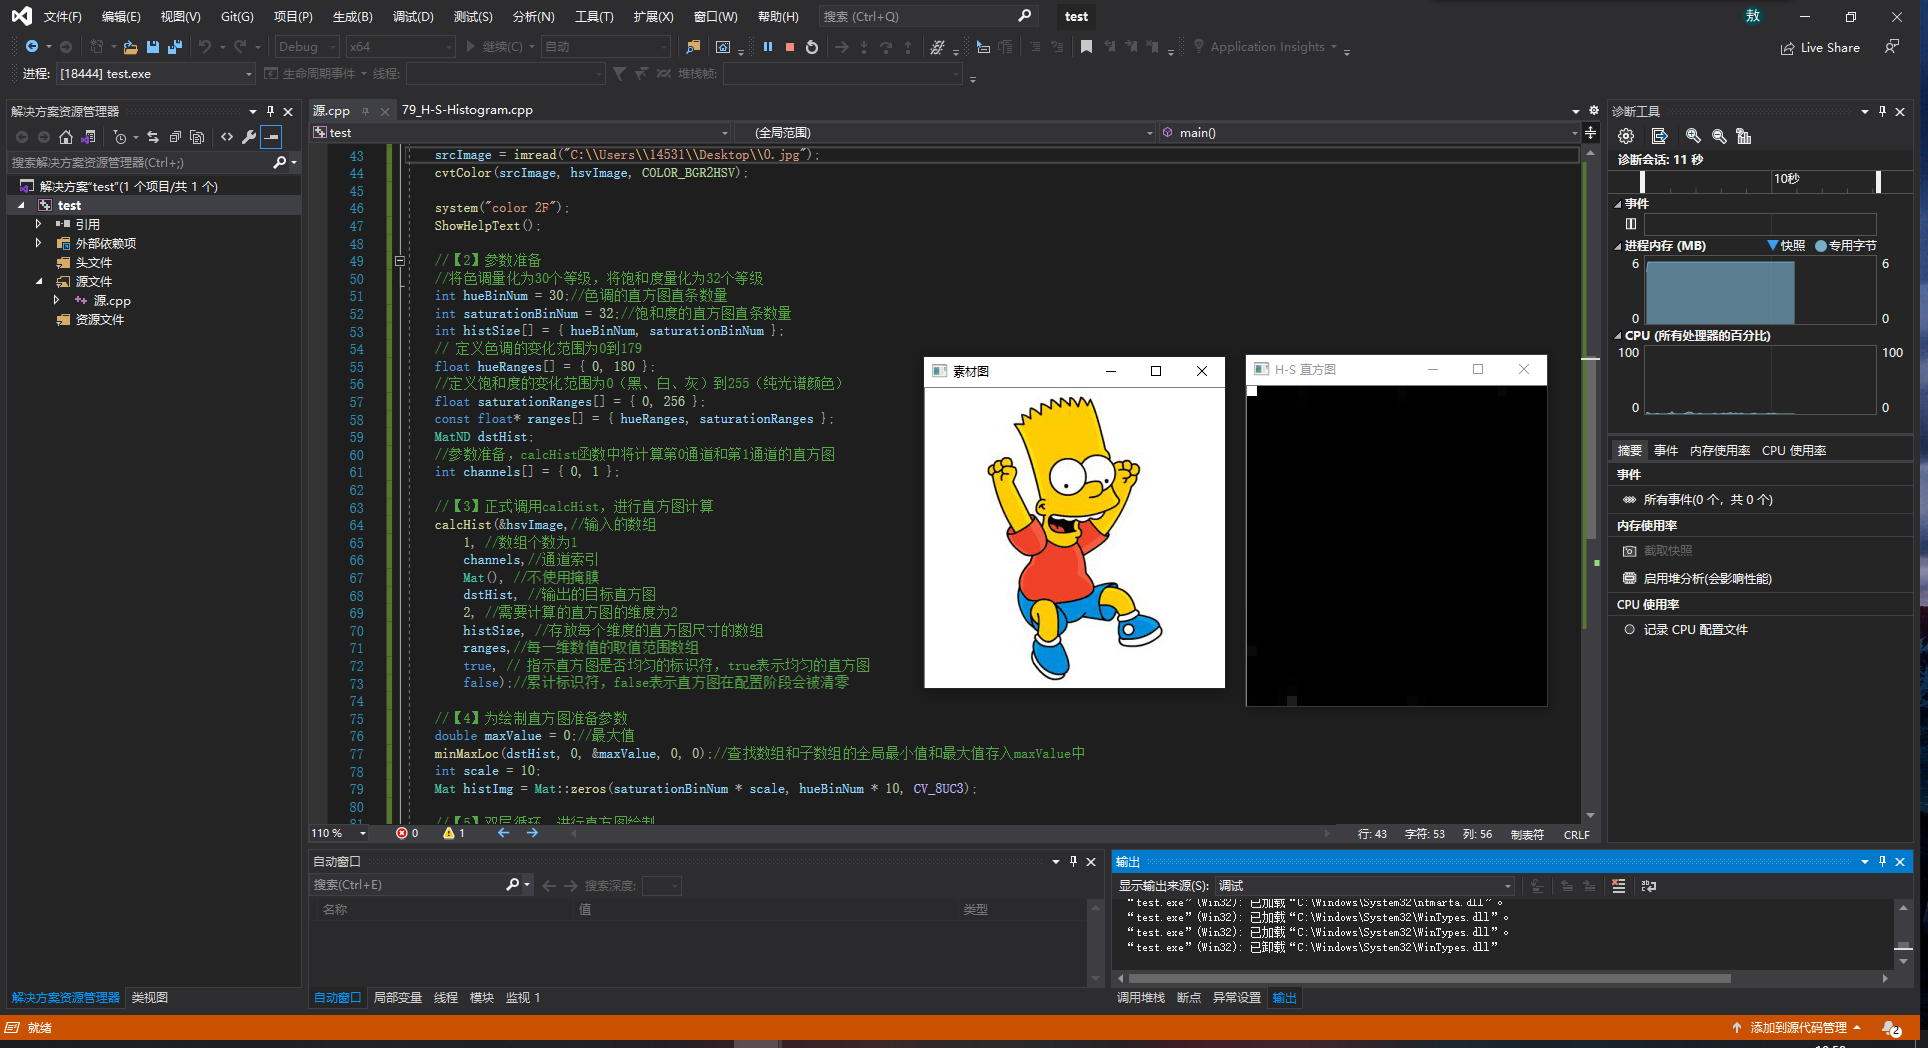 文件(F) 编辑(E) 视图(V) Git(G) 项目(P) 生成(B) 调试(D) 测试(S) 分析(N) 工具(T) 扩展(X) 窗口(W) 帮助(H) 搜索 (Ctrl+Q) test 敖
Debug x64 继续(C) 自动 Application Insights Live Share
进程: [18444] test.exe 生命周期事件 线程: 堆栈帧:
解决方案资源管理器
搜索解决方案资源管理器(Ctrl+;)
解决方案"test"(1 个项目/共 1 个)
test
引用
外部依赖项
头文件
源文件
源.cpp
资源文件
解决方案资源管理器 类视图
源.cpp 79_H-S-Histogram.cpp
test (全局范围) main()
43 srcImage = imread("C:\\Users\\14531\\Desktop\\0.jpg");
44 cvtColor(srcImage, hsvImage, COLOR_BGR2HSV);
45
46 system("color 2F");
47 ShowHelpText();
48
49 //【2】参数准备
50 //将色调量化为30个等级，将饱和度量化为32个等级
51 int hueBinNum = 30;//色调的直方图直条数量
52 int saturationBinNum = 32;//饱和度的直方图直条数量
53 int histSize[] = { hueBinNum, saturationBinNum };
54 // 定义色调的变化范围为0到179
55 float hueRanges[] = { 0, 180 };
56 //定义饱和度的变化范围为0（黑、白、灰）到255（纯光谱颜色）
57 float saturationRanges[] = { 0, 256 };
58 const float* ranges[] = { hueRanges, saturationRanges };
59 MatND dstHist;
60 //参数准备，calcHist函数中将计算第0通道和第1通道的直方图
61 int channels[] = { 0, 1 };
62
63 //【3】正式调用calcHist，进行直方图计算
64 calcHist(&hsvImage,//输入的数组
65 1, //数组个数为1
66 channels,//通道索引
67 Mat(), //不使用掩膜
68 dstHist, //输出的目标直方图
69 2, //需要计算的直方图的维度为2
70 histSize, //存放每个维度的直方图尺寸的数组
71 ranges,//每一维数值的取值范围数组
72 true, // 指示直方图是否均匀的标识符，true表示均匀的直方图
73 false);//累计标识符，false表示直方图在配置阶段会被清零
74
75 //【4】为绘制直方图准备参数
76 double maxValue = 0;//最大值
77 minMaxLoc(dstHist, 0, &maxValue, 0, 0);//查找数组和子数组的全局最小值和最大值存入maxValue中
78 int scale = 10;
79 Mat histImg = Mat::zeros(saturationBinNum * scale, hueBinNum * 10, CV_8UC3);
80
81 //【5】双层循环，进行直方图绘制
110 % 0 1 行: 43 字符: 53 列: 56 制表符 CRLF
素材图
H-S 直方图
诊断工具
诊断会话: 11 秒
10秒
事件
进程内存 (MB) 快照 专用字节
6 6
0 0
CPU (所有处理器的百分比)
100 100
0 0
摘要 事件 内存使用率 CPU 使用率
事件
所有事件(0 个，共 0 个)
内存使用率
截取快照
启用堆分析(会影响性能)
CPU 使用率
记录 CPU 配置文件
自动窗口
搜索(Ctrl+E) 搜索深度:
名称 值 类型
自动窗口 局部变量 线程 模块 监视 1
输出
显示输出来源(S): 调试
“test.exe”(Win32): 已加载“C:\Windows\System32\ntmarta.dll”。
“test.exe”(Win32): 已加载“C:\Windows\System32\WinTypes.dll”。
“test.exe”(Win32): 已加载“C:\Windows\System32\WinTypes.dll”。
“test.exe”(Win32): 已卸载“C:\Windows\System32\WinTypes.dll”
调用堆栈 断点 异常设置 输出
就绪 添加到源代码管理 2